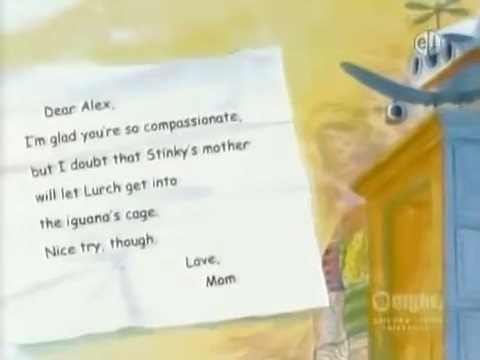 Dear Alex,
I'm glad you're so compassionate,
but I doubt that Stinky's mother
will let Lurch get into
the iguana's cage.
Nice try, though.
Love,
Mom
eight